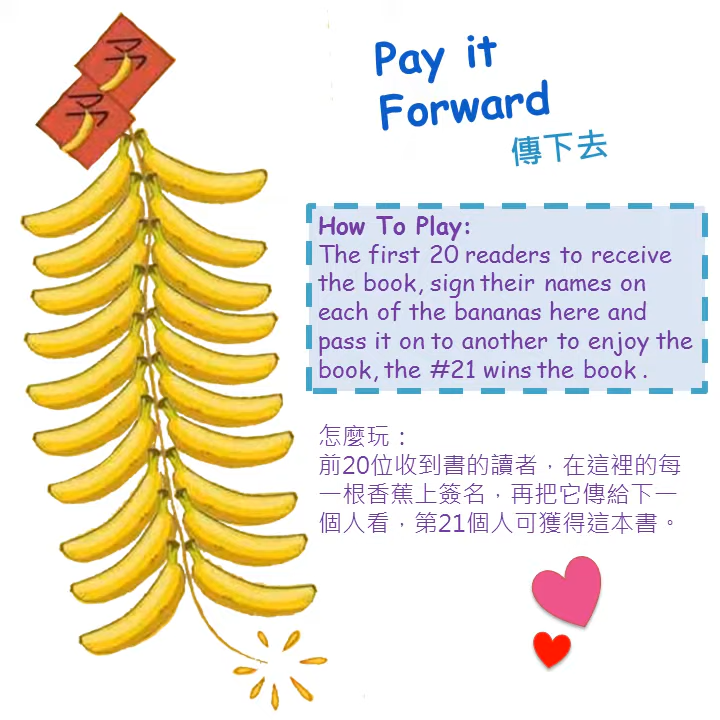 予
予
Pay it
Forward
傳下去
How To Play:
The first 20 readers to receive
the book, sign their names on
each of the bananas here and
pass it on to another to enjoy the
book, the #21 wins the book .
怎麼玩：
前20位收到書的讀者，在這裡的每
一根香蕉上簽名，再把它傳給下一
個人看，第21個人可獲得這本書。